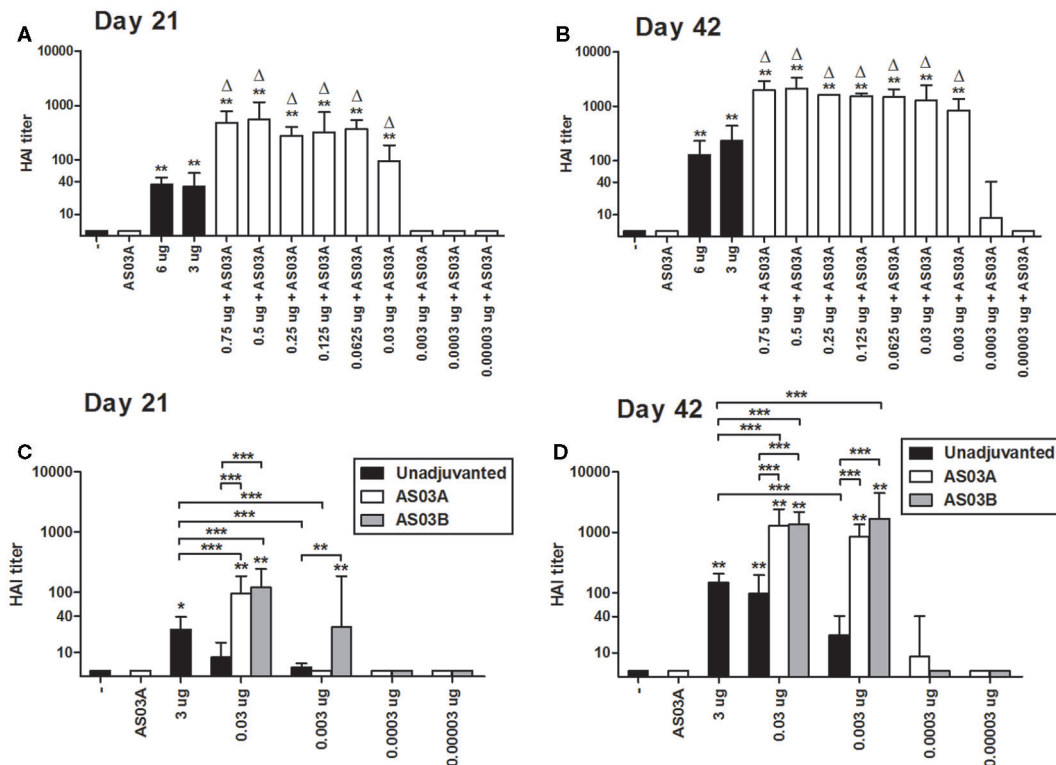 Day 21
A
HAI titer
10000
1000
100
40
10
Δ Δ Δ Δ Δ Δ
** ** ** ** ** ** ** **
-
AS03A
6 ug
3 ug
0.75 ug + AS03A
0.5 ug + AS03A
0.25 ug + AS03A
0.125 ug + AS03A
0.0625 ug + AS03A
0.03 ug + AS03A
0.003 ug + AS03A
0.0003 ug + AS03A
0.00003 ug + AS03A
Day 42
B
HAI titer
10000
1000
100
40
10
Δ Δ Δ Δ Δ Δ Δ
** ** ** ** ** ** ** ** **
-
AS03A
6 ug
3 ug
0.75 ug + AS03A
0.5 ug + AS03A
0.25 ug + AS03A
0.125 ug + AS03A
0.0625 ug + AS03A
0.03 ug + AS03A
0.003 ug + AS03A
0.0003 ug + AS03A
0.00003 ug + AS03A
Day 21
C
Unadjuvanted
AS03A
AS03B
HAI titer
10000
1000
100
40
10
***
***
***
***
***
***
**
* ** ** **
-
AS03A
3 ug
0.03 ug
0.003 ug
0.0003 ug
0.00003 ug
Day 42
D
Unadjuvanted
AS03A
AS03B
HAI titer
10000
1000
100
40
10
***
***
***
*** ***
*** ***
***
** ** ** ** ** **
-
AS03A
3 ug
0.03 ug
0.003 ug
0.0003 ug
0.00003 ug